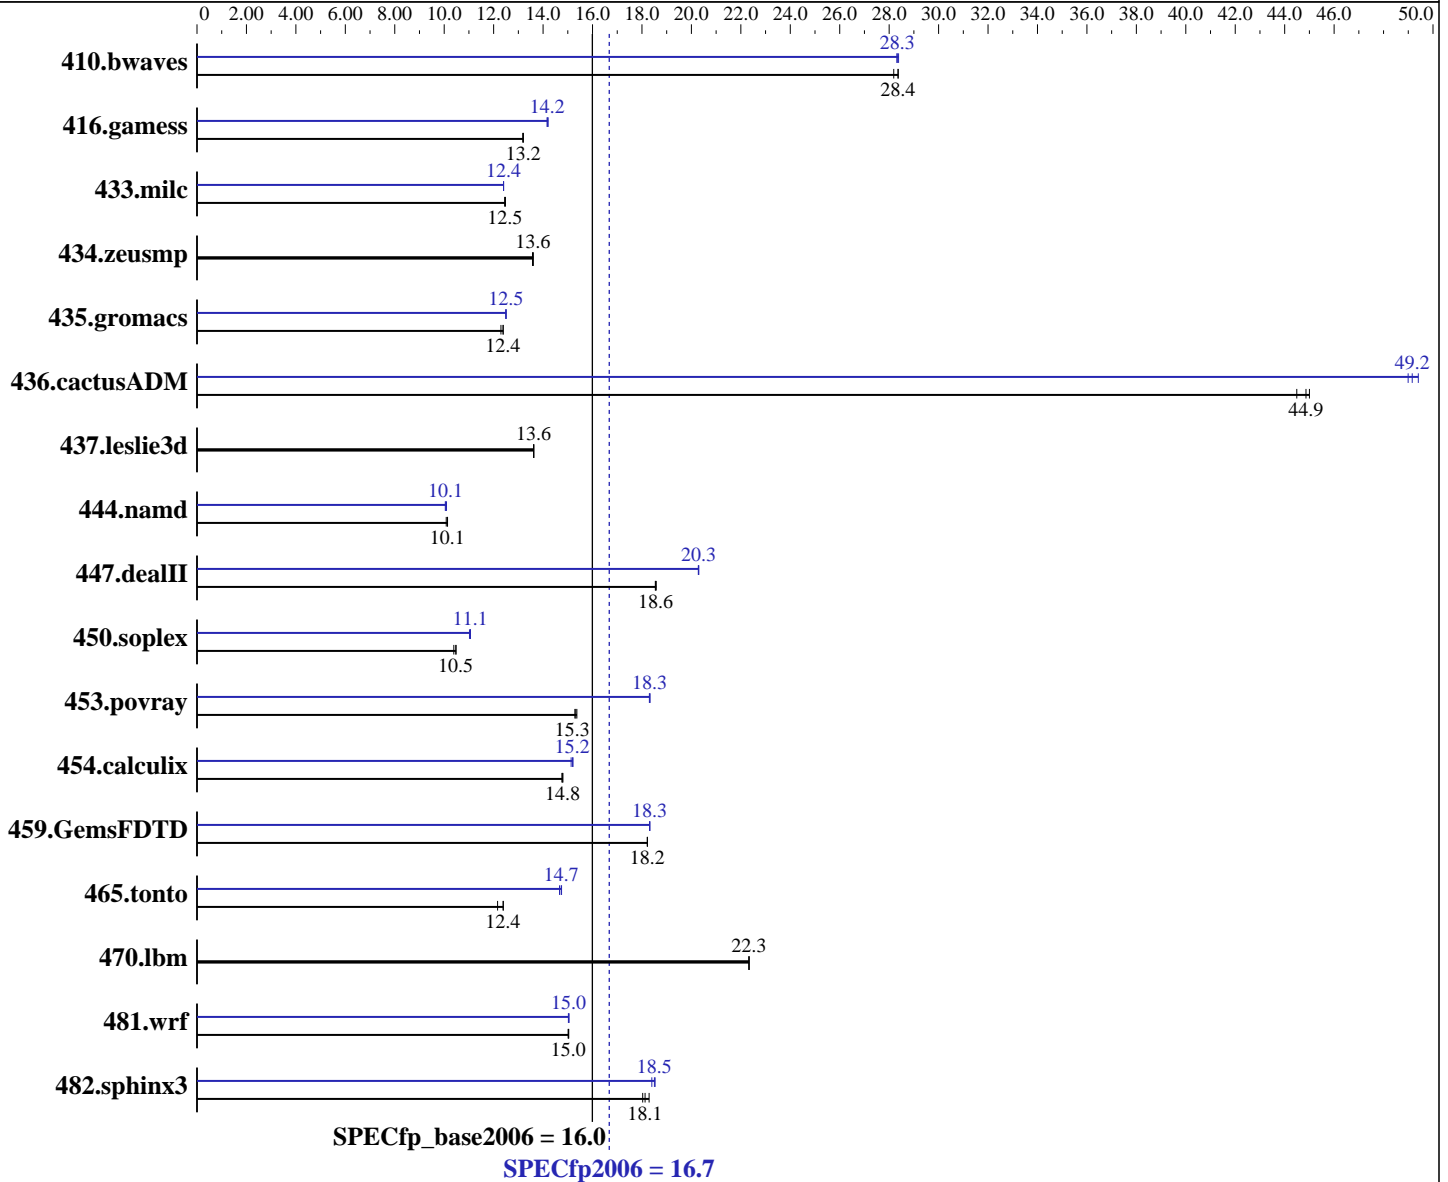 0 2.00 4.00 6.00 8.00 10.0 12.0 14.0 16.0 18.0 20.0 22.0 24.0 26.0 28.0 30.0 32.0 34.0 36.0 38.0 40.0 42.0 44.0 46.0 50.0
28.3
410.bwaves
28.4
14.2
416.gamess
13.2
12.4
433.milc
12.5
13.6
434.zeusmp
12.5
435.gromacs
12.4
49.2
436.cactusADM
44.9
13.6
437.leslie3d
10.1
444.namd
10.1
20.3
447.dealII
18.6
11.1
450.soplex
10.5
18.3
453.povray
15.3
15.2
454.calculix
14.8
18.3
459.GemsFDTD
18.2
14.7
465.tonto
12.4
22.3
470.lbm
15.0
481.wrf
15.0
18.5
482.sphinx3
18.1
SPECfp_base2006 = 16.0
SPECfp2006 = 16.7